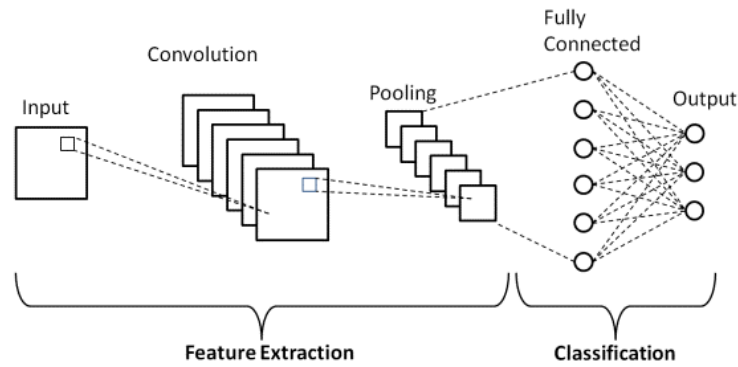 Input
Convolution
Pooling
Fully
Connected
Output
Feature Extraction
Classification